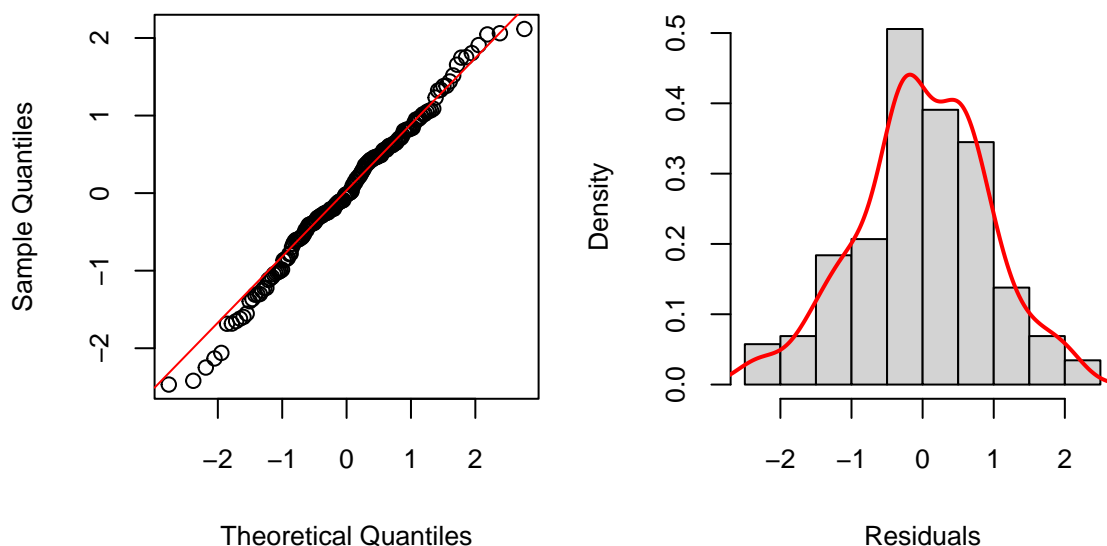 Sample Quantiles
2
1
0
−1
−2
−2 −1 0 1 2
Theoretical Quantiles
Density
0.5
0.4
0.3
0.2
0.1
0.0
−2 −1 0 1 2
Residuals